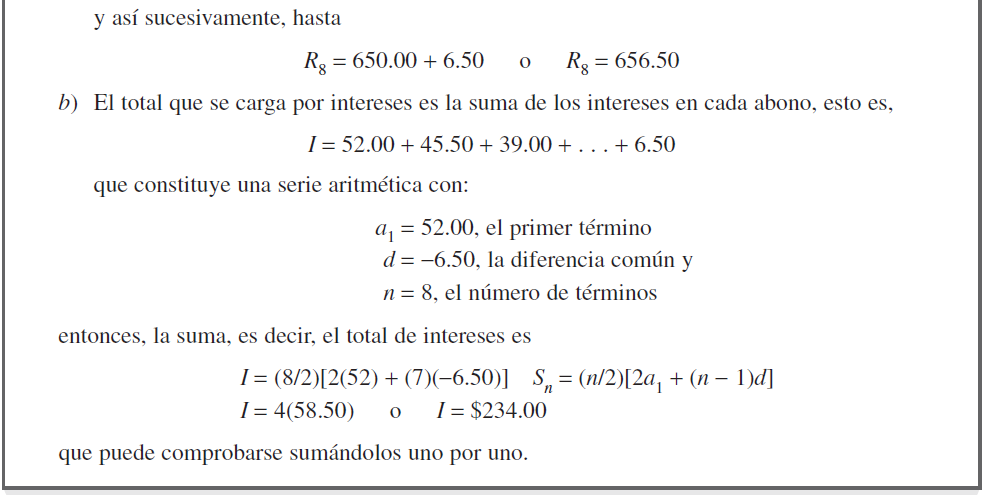 y así sucesivamente, hasta
R₈ = 650.00 + 6.50 o R₈ = 656.50
b) El total que se carga por intereses es la suma de los intereses en cada abono, esto es,
I = 52.00 + 45.50 + 39.00 + . . . + 6.50
que constituye una serie aritmética con:
a₁ = 52.00, el primer término
d = –6.50, la diferencia común y
n = 8, el número de términos
entonces, la suma, es decir, el total de intereses es
I = (8/2)[2(52) + (7)(–6.50)] Sₙ = (n/2)[2a₁ + (n – 1)d]
I = 4(58.50) o I = $234.00
que puede comprobarse sumándolos uno por uno.